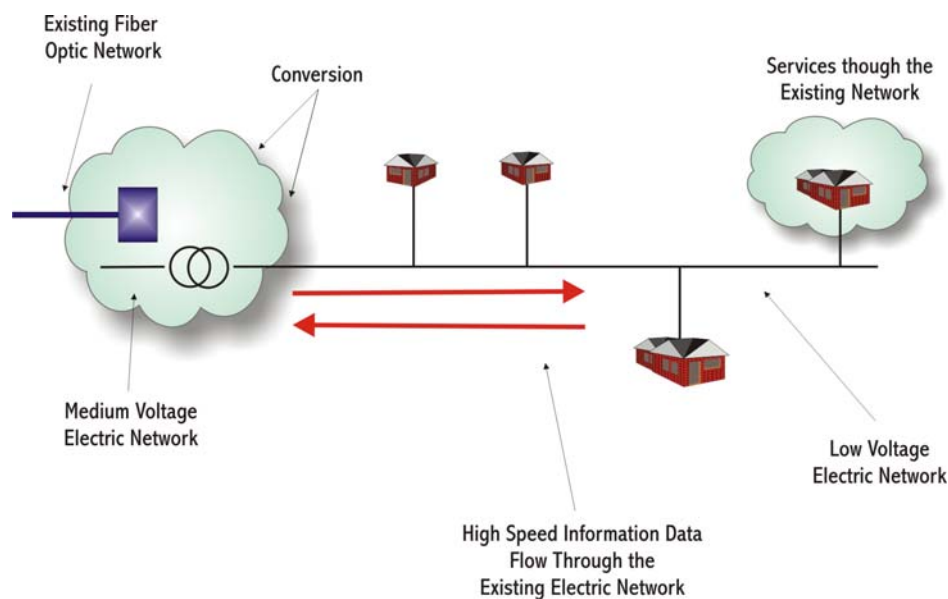 Existing Fiber
Optic Network
Conversion
Services though the
Existing Network
Medium Voltage
Electric Network
Low Voltage
Electric Network
High Speed Information Data
Flow Through the
Existing Electric Network